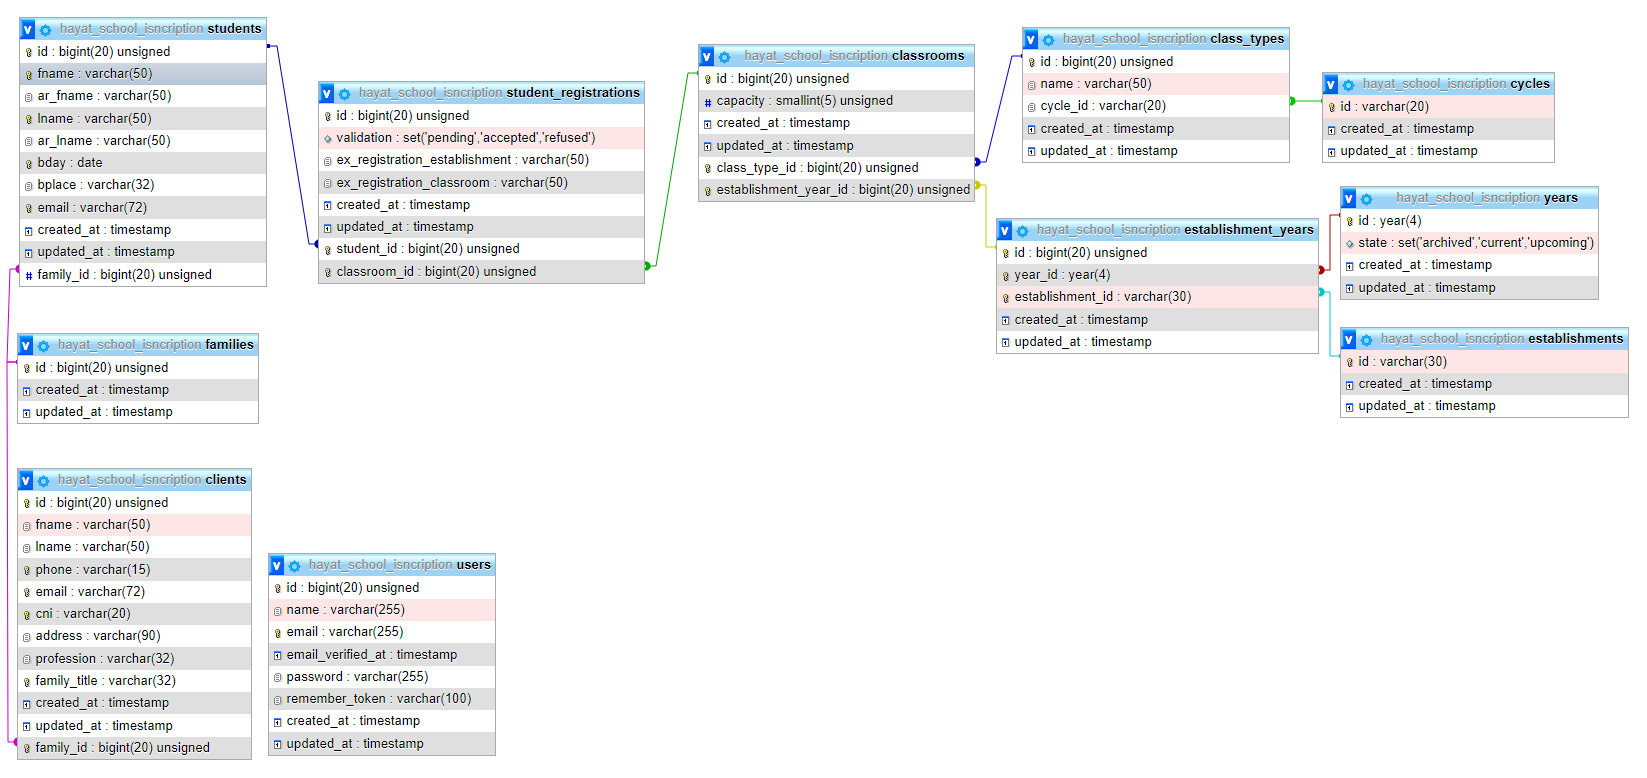 v hayat_school_isncription students
id : bigint(20) unsigned
fname : varchar(50)
ar_fname : varchar(50)
lname : varchar(50)
ar_lname : varchar(50)
bday : date
bplace : varchar(32)
email : varchar(72)
created_at : timestamp
updated_at : timestamp
# family_id : bigint(20) unsigned
v hayat_school_isncription families
id : bigint(20) unsigned
created_at : timestamp
updated_at : timestamp
v hayat_school_isncription clients
id : bigint(20) unsigned
fname : varchar(50)
lname : varchar(50)
phone : varchar(15)
email : varchar(72)
cni : varchar(20)
address : varchar(90)
profession : varchar(32)
family_title : varchar(32)
created_at : timestamp
updated_at : timestamp
family_id : bigint(20) unsigned
v hayat_school_isncription student_registrations
id : bigint(20) unsigned
validation : set('pending','accepted','refused')
ex_registration_establishment : varchar(50)
ex_registration_classroom : varchar(50)
created_at : timestamp
updated_at : timestamp
student_id : bigint(20) unsigned
classroom_id : bigint(20) unsigned
v hayat_school_isncription users
id : bigint(20) unsigned
name : varchar(255)
email : varchar(255)
email_verified_at : timestamp
password : varchar(255)
remember_token : varchar(100)
created_at : timestamp
updated_at : timestamp
v hayat_school_isncription classrooms
id : bigint(20) unsigned
# capacity : smallint(5) unsigned
created_at : timestamp
updated_at : timestamp
class_type_id : bigint(20) unsigned
establishment_year_id : bigint(20) unsigned
v hayat_school_isncription class_types
id : bigint(20) unsigned
name : varchar(50)
cycle_id : varchar(20)
created_at : timestamp
updated_at : timestamp
v hayat_school_isncription cycles
id : varchar(20)
created_at : timestamp
updated_at : timestamp
v hayat_school_isncription establishment_years
id : bigint(20) unsigned
year_id : year(4)
establishment_id : varchar(30)
created_at : timestamp
updated_at : timestamp
v hayat_school_isncription years
id : year(4)
state : set('archived','current','upcoming')
created_at : timestamp
updated_at : timestamp
v hayat_school_isncription establishments
id : varchar(30)
created_at : timestamp
updated_at : timestamp